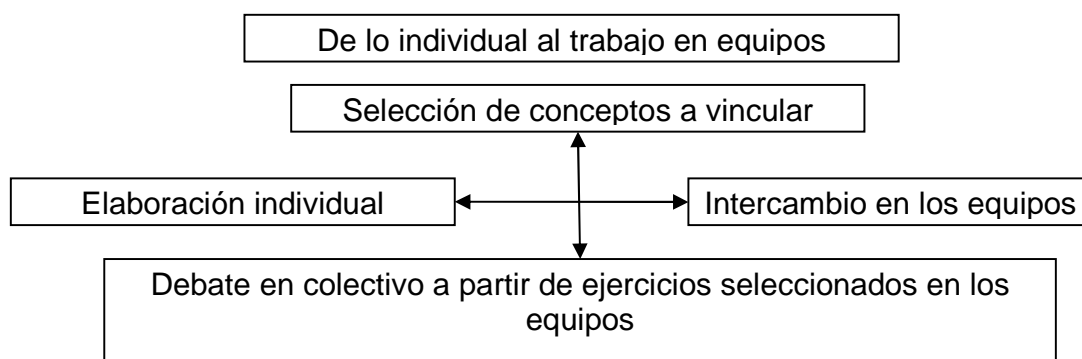 De lo individual al trabajo en equipos
Selección de conceptos a vincular
Elaboración individual
Intercambio en los equipos
Debate en colectivo a partir de ejercicios seleccionados en los
equipos